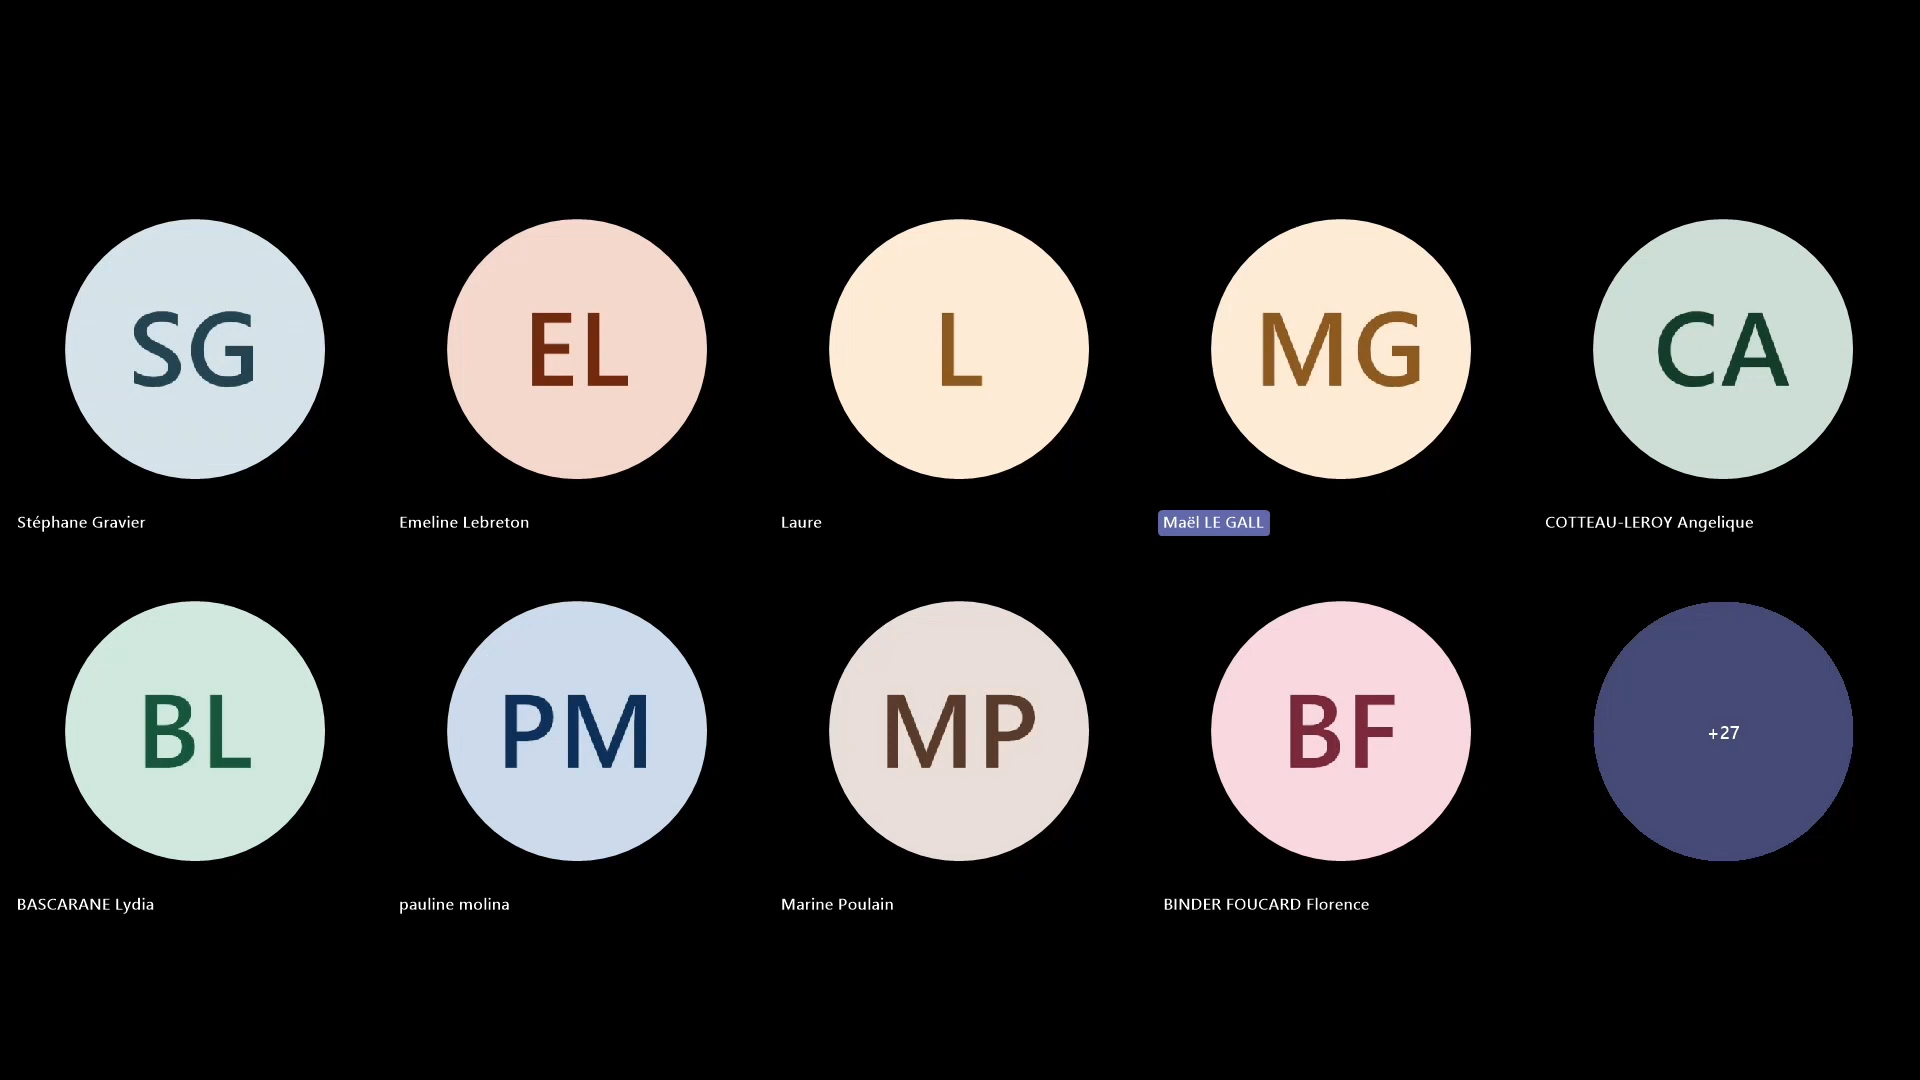 SG
EL
L
MG
CA
Stéphane Gravier
Emeline Lebreton
Laure
Maël LE GALL
COTTEAU-LEROY Angelique
BL
PM
MP
BF
+27
BASCARANE Lydia
pauline molina
Marine Poulain
BINDER FOUCARD Florence